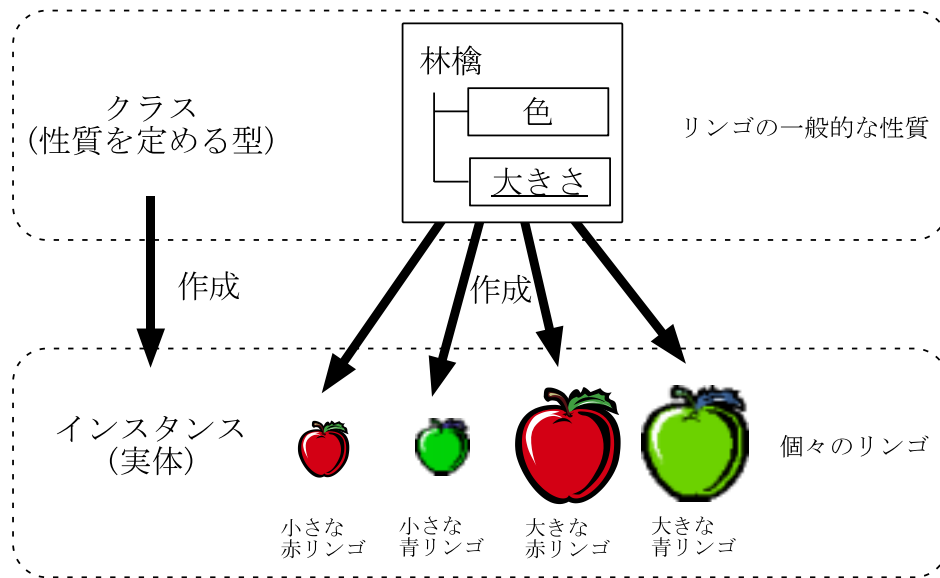 林檎
クラス
(性質を定める型)
色
リンゴの一般的な性質
大きさ
作成
作成
インスタンス
(実体)
個々のリンゴ
小さな
赤リンゴ
小さな
青リンゴ
大きな
赤リンゴ
大きな
青リンゴ